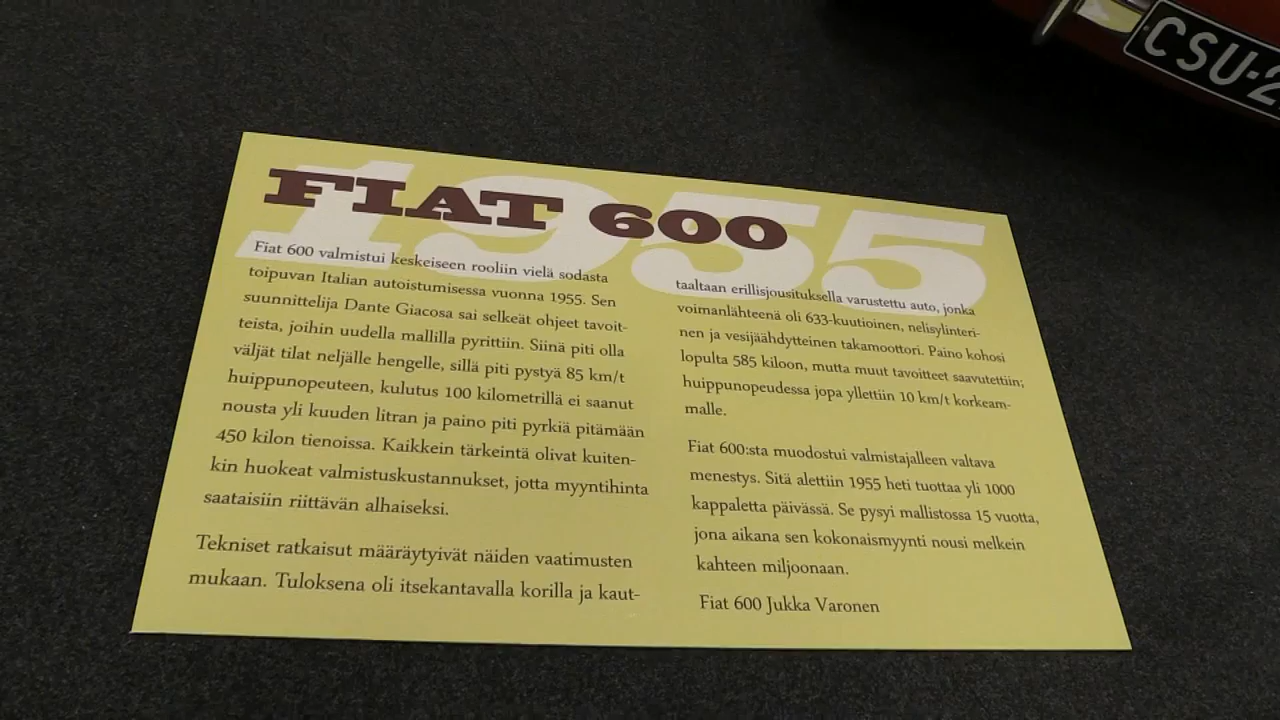 1955
FIAT 600
Fiat 600 valmistui keskeiseen rooliin vielä sodasta
toipuvan Italian autoistumisessa vuonna 1955. Sen
suunnittelija Dante Giacosa sai selkeät ohjeet tavoit-
teista, joihin uudella mallilla pyrittiin. Siinä piti olla
väljät tilat neljälle hengelle, sillä piti pystyä 85 km/t
huippunopeuteen, kulutus 100 kilometrillä ei saanut
nousta yli kuuden litran ja paino piti pyrkiä pitämään
450 kilon tienoissa. Kaikkein tärkeintä olivat kuiten-
kin huokeat valmistuskustannukset, jotta myyntihinta
saataisiin riittävän alhaiseksi.
Tekniset ratkaisut määräytyivät näiden vaatimusten
mukaan. Tuloksena oli itsekantavalla korilla ja kaut-
taaltaan erillisjousituksella varustettu auto, jonka
voimanlähteenä oli 633-kuutioinen, nelisylinteri-
nen ja vesijäähdytteinen takamoottori. Paino kohosi
lopulta 585 kiloon, mutta muut tavoitteet saavutettiin;
huippunopeudessa jopa yllettiin 10 km/t korkeam-
malle.
Fiat 600:sta muodostui valmistajalleen valtava
menestys. Sitä alettiin 1955 heti tuottaa yli 1000
kappaletta päivässä. Se pysyi mallistossa 15 vuotta,
jona aikana sen kokonaismyynti nousi melkein
kahteen miljoonaan.
Fiat 600 Jukka Varonen
CSU-2